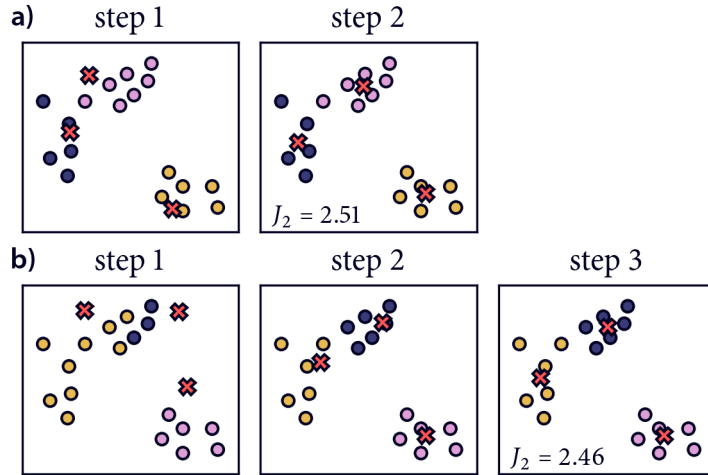 a)
step 1 step 2
J₂ = 2.51
b)
step 1 step 2 step 3
J₂ = 2.46